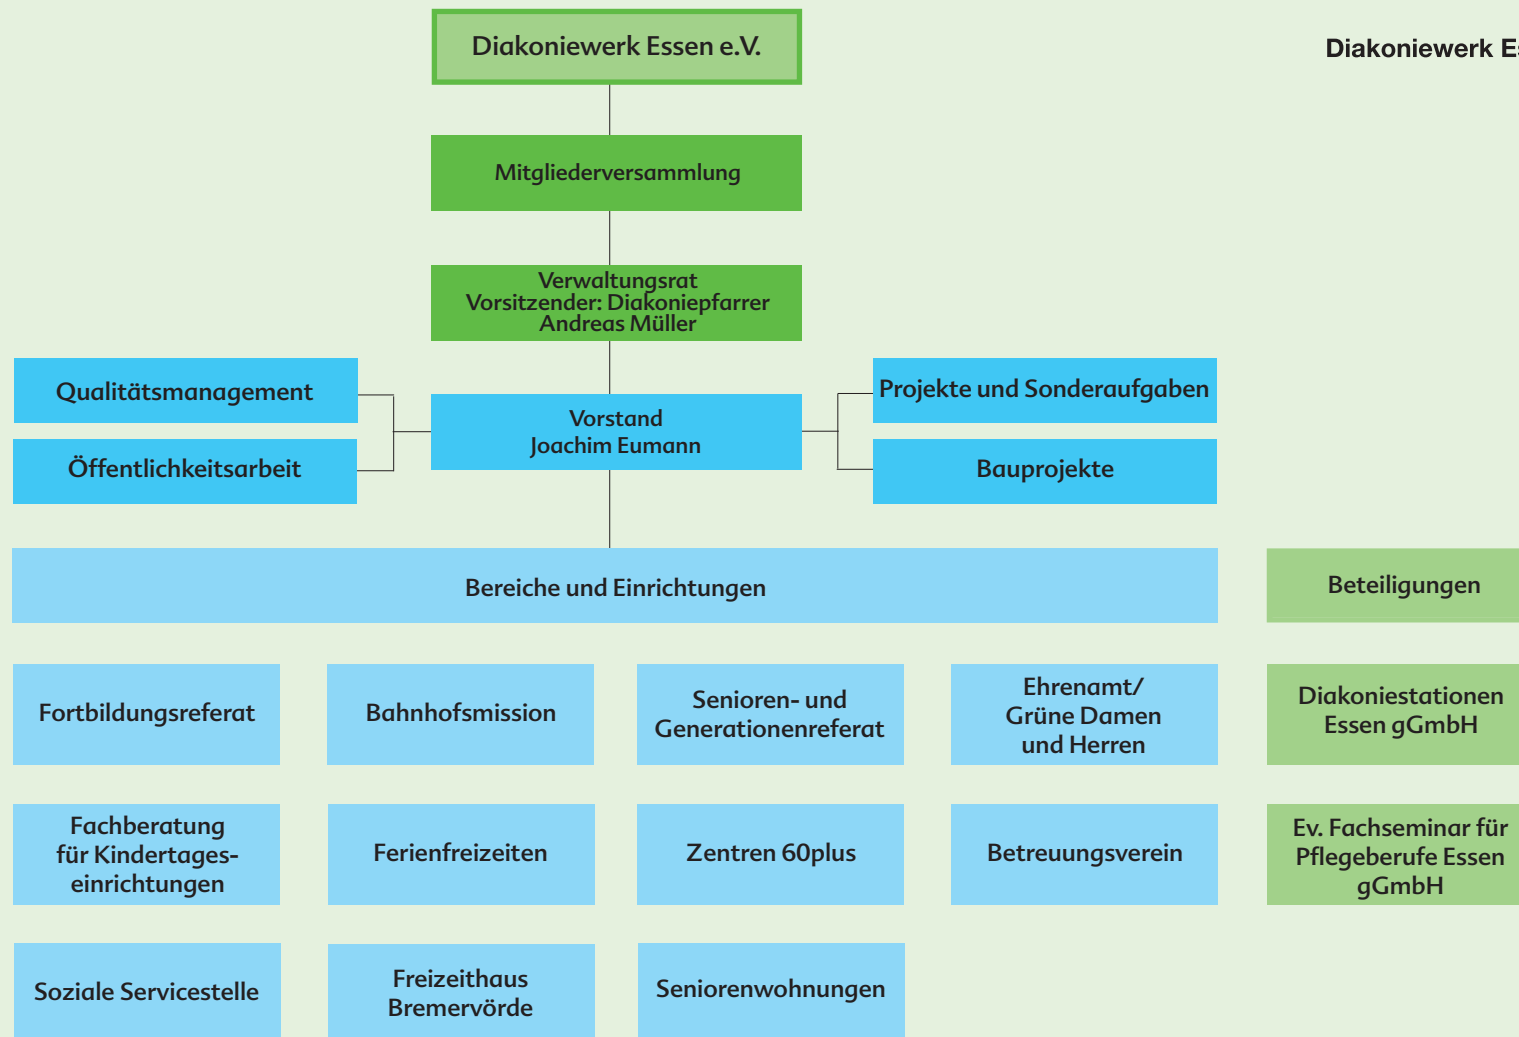 Diakoniewerk Essen e.V.
Diakoniewerk
Mitgliederversammlung
Verwaltungsrat
Vorsitzender: Diakoniepfarrer
Andreas Müller
Qualitätsmanagement
Öffentlichkeitsarbeit
Vorstand
Joachim Eumann
Projekte und Sonderaufgaben
Bauprojekte
Bereiche und Einrichtungen
Beteiligungen
Fortbildungsreferat
Bahnhofsmission
Senioren- und
Generationenreferat
Ehrenamt/
Grüne Damen
und Herren
Diakoniestationen
Essen gGmbH
Fachberatung
für Kindertages-
einrichtungen
Ferienfreizeiten
Zentren 60plus
Betreuungsverein
Ev. Fachseminar für
Pflegeberufe Essen
gGmbH
Soziale Servicestelle
Freizeithaus
Bremervörde
Seniorenwohnungen